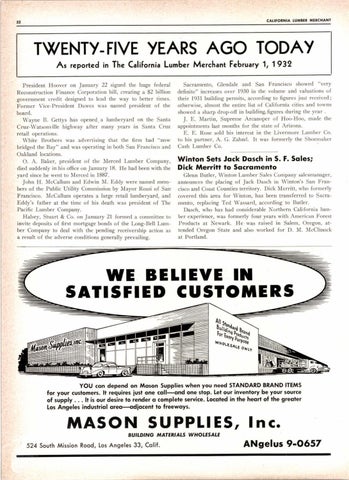 32
CALIFORNIA LUMBER MERCHANT
TWENTY-FIVE YEARS AGO TODAY
As reported in The California Lumber Merchant February 1, 1932
President Hoover on January 22 signed the huge federal
Reconstruction Finance Corporation bill, creating a $2 billion
government credit designed to lead the way to better times.
Former Vice-President Dawes was named president of the
board.
Wayne B. Gettys has opened a lumberyard on the Santa
Cruz-Watsonville highway after many years in Santa Cruz
retail operations.
White Brothers was advertising that the firm had "now
bridged the Bay" and was operating in both San Francisco and
Oakland locations.
O. A. Baker, president of the Merced Lumber Company,
died suddenly in his office on January 19. He had been with the
yard since he went to Merced in 1887.
John H. McCallum and Edwin M. Eddy were named mem-
bers of the Public Utility Commission by Mayor Rossi of San
Francisco. McCallum operates a large retail lumberyard, and
Eddy's father at the time of his death was president of The
Pacific Lumber Company.
Halsey, Stuart & Co. on January 21 formed a committee to
invite deposits of first mortgage bonds of the Long-Bell Lum-
ber Company to deal with the pending receivership action as
a result of the adverse conditions generally prevailing.
Sacramento, Glendale and San Francisco showed "very
definite" increases over 1930 in the volume and valuations of
their 1931 building permits, according to figures just received;
otherwise, almost the entire list of California cities and towns
showed a sharp drop-off in building figures during the year.
J. E. Martin, Supreme Arcanoper of Hoo-Hoo, made the
appointments last month for the state of Arizona.
E. E. Rose sold his interest in the Livermore Lumber Co.
to his partner, A. G. Zabael. It was formerly the Shoemaker
Cash Lumber Co.
Winton Sets Jack Dasch in S. F. Sales;
Dick Merritt to Sacramento
Glenn Butler, Winton Lumber Sales Company salesmanager,
announces the placing of Jack Dasch in Winton's San Fran-
cisco and Coast Counties territory. Dick Merritt, who formerly
covered this area for Winton, has been transferred to Sacra-
mento, replacing Ted Wassard, according to Butler.
Dasch, who has had considerable Northern California lum-
ber experience, was formerly four years with American Forest
Products at Newark. He was raised in Salem, Oregon, at-
tended Oregon State and also worked for D. M. McClintock
at Portland.
WE BELIEVE IN
SATISFIED CUSTOMERS
Mason Supplies, inc.
All Standard Brand
Building Products
for Every Purpose
WHOLESALE ONLY
YOU can depend on Mason Supplies when you need STANDARD BRAND ITEMS
for your customers. It requires just one call—and one stop. Let our inventory be your source
of supply . . . It is our desire to render a complete service. Located in the heart of the greater
Los Angeles industrial area—adjacent to freeways.
MASON SUPPLIES, Inc.
BUILDING MATERIALS WHOLESALE
524 South Mission Road, Los Angeles 33, Calif.
ANgelus 9-0657